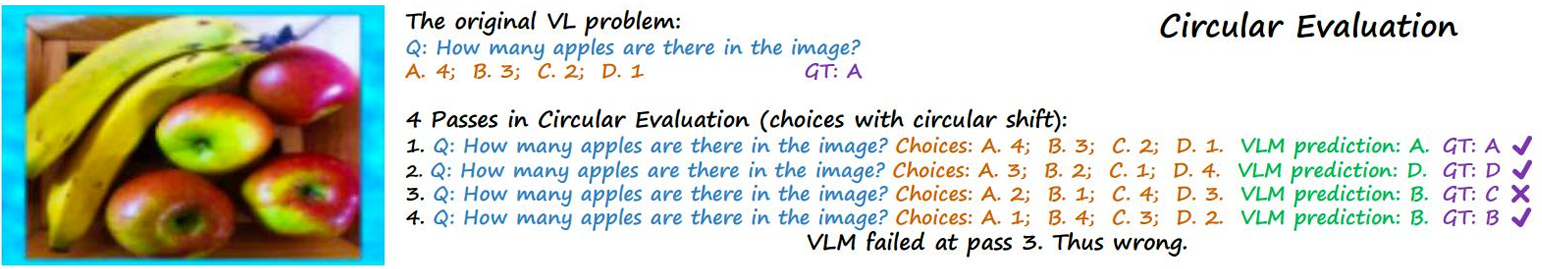 Circular Evaluation
The original VL problem:
Q: How many apples are there in the image?
A. 4; B. 3; C. 2; D. 1 GT: A
4 Passes in Circular Evaluation (choices with circular shift):
1. Q: How many apples are there in the image? Choices: A. 4; B. 3; C. 2; D. 1. VLM prediction: A. GT: A ✓
2. Q: How many apples are there in the image? Choices: A. 3; B. 2; C. 1; D. 4. VLM prediction: D. GT: D ✓
3. Q: How many apples are there in the image? Choices: A. 2; B. 1; C. 4; D. 3. VLM prediction: B. GT: C ✗
4. Q: How many apples are there in the image? Choices: A. 1; B. 4; C. 3; D. 2. VLM prediction: B. GT: B ✓
VLM failed at pass 3. Thus wrong.